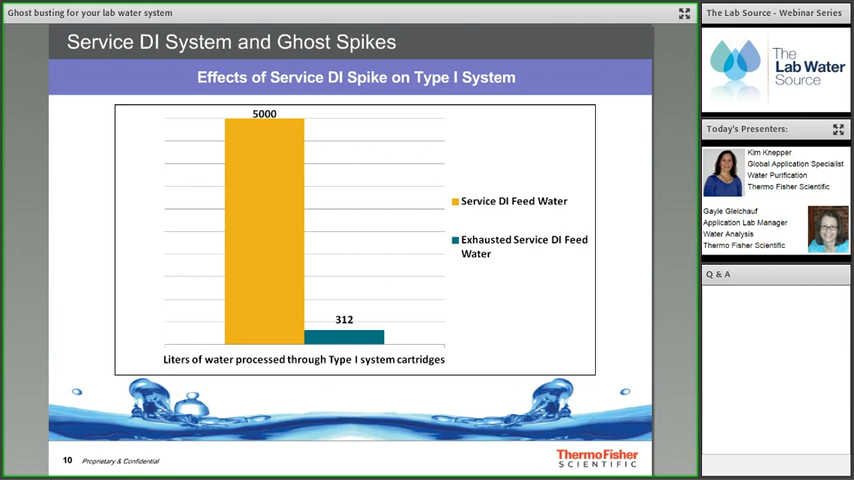 Ghost busting for your lab water system
Service DI System and Ghost Spikes
Effects of Service DI Spike on Type I System
5000
312
Service DI Feed Water
Exhausted Service DI Feed
Water
Liters of water processed through Type I system cartridges
10 Proprietary & Confidential
ThermoFisher
SCIENTIFIC
The Lab Source - Webinar Series
The
Lab Water
Source
Today's Presenters:
Kim Knepper
Global Application Specialist
Water Purification
Thermo Fisher Scientific
Gayle Gleichauf
Application Lab Manager
Water Analysis
Thermo Fisher Scientific
Q & A